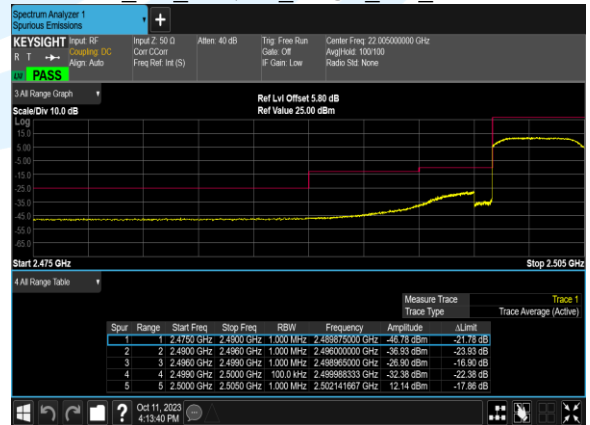 Spectrum Analyzer 1
Spurious Emissions
+
KEYSIGHT Input: RF Input Z: 50 Ω Atten: 40 dB Trig: Free Run Center Freq: 22.005000000 GHz
R T Coupling: DC Corr CCorr Gate: Off Avg|Hold: 100/100
Align: Auto Freq Ref: Int (S) IF Gain: Low Radio Std: None
PASS
3 All Range Graph
Ref Lvl Offset 5.80 dB
Scale/Div 10.0 dB Ref Value 25.00 dBm
Log
15.0
5.00
-5.00
-15.0
-25.0
-35.0
-45.0
-55.0
-65.0
Start 2.475 GHz Stop 2.505 GHz
4 All Range Table
Measure Trace Trace 1
Trace Type Trace Average (Active)
Spur Range Start Freq Stop Freq RBW Frequency Amplitude ΔLimit
1 1 2.4750 GHz 2.4900 GHz 1.000 MHz 2.489875000 GHz -46.78 dBm -21.78 dB
2 2 2.4900 GHz 2.4960 GHz 1.000 MHz 2.496000000 GHz -36.93 dBm -23.93 dB
3 3 2.4960 GHz 2.4990 GHz 1.000 MHz 2.498965000 GHz -26.90 dBm -16.90 dB
4 4 2.4990 GHz 2.5000 GHz 100.0 kHz 2.499988333 GHz -32.38 dBm -22.38 dB
5 5 2.5000 GHz 2.5050 GHz 1.000 MHz 2.502141667 GHz 12.14 dBm -17.86 dB
? Oct 11, 2023
4:13:40 PM